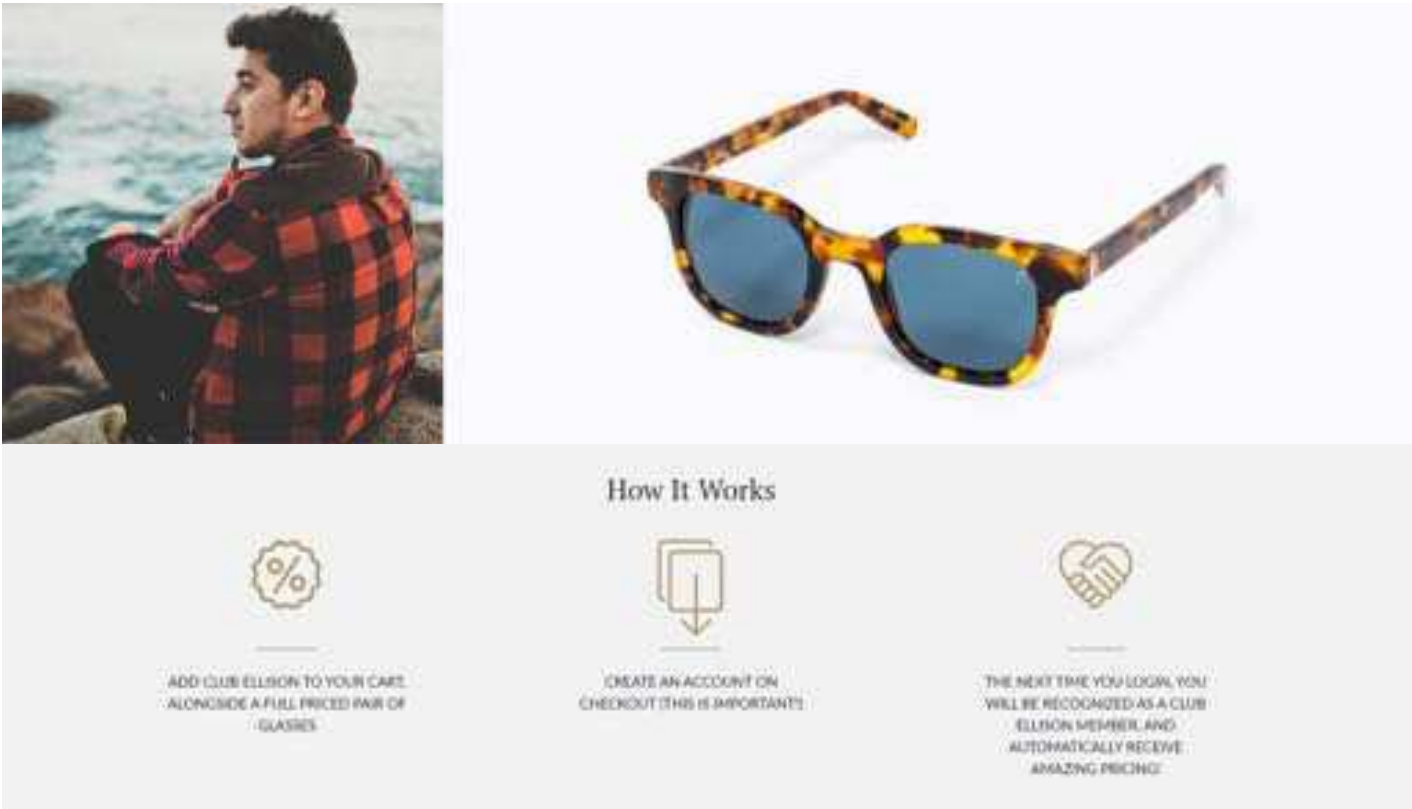 How It Works
ADD CLUB ELLISON TO YOUR CART,
ALONGSIDE A FULL PRICED PAIR OF
GLASSES
CREATE AN ACCOUNT ON
CHECKOUT (THIS IS IMPORTANT!)
THE NEXT TIME YOU LOGIN, YOU
WILL BE RECOGNIZED AS A CLUB
ELLISON MEMBER, AND
AUTOMATICALLY RECEIVE
AMAZING PRICING!